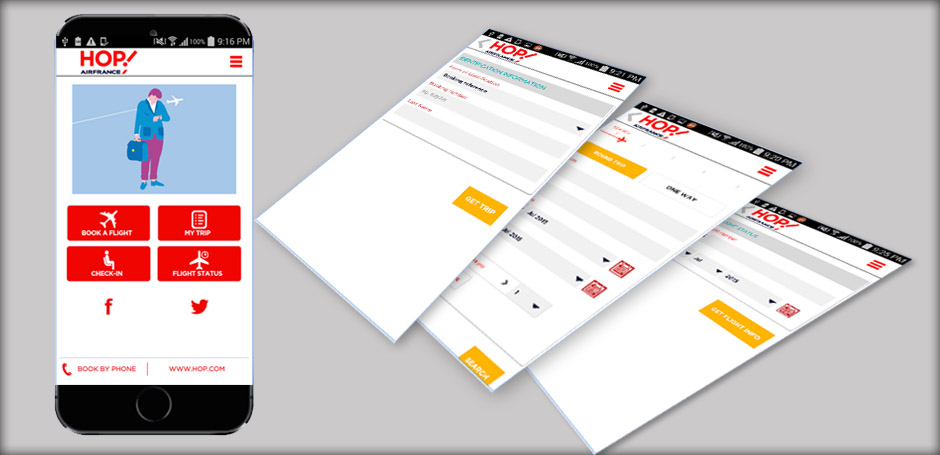 100% 9:16 PM
HOP!
AIRFRANCE
BOOK A FLIGHT
MY TRIP
CHECK-IN
FLIGHT STATUS
f
BOOK BY PHONE
WWW.HOP.COM
100% 9:21 PM
HOP!
AIRFRANCE
IDENTIFICATION INFORMATION
Booking reference
Booking number
Last Name
GET TRIP
100% 9:20 PM
HOP!
AIRFRANCE
ROUND TRIP
ONE WAY
Jul 2015
Jul 2015
1
SEARCH
100% 9:25 PM
HOP!
AIRFRANCE
Jul
2015
GET FLIGHT INFO